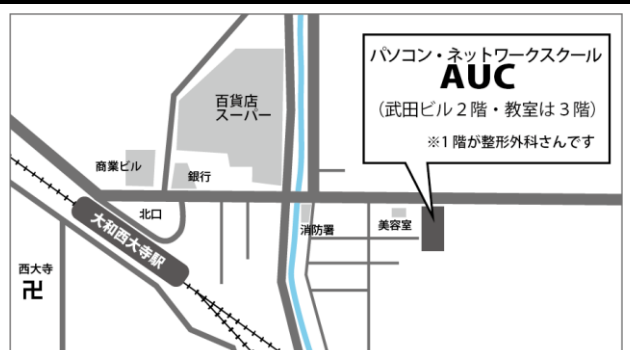 パソコン・ネットワークスクール
AUC
（武田ビル２階・教室は３階）
※１階が整形外科さんです
百貨店
スーパー
商業ビル
銀行
北口
大和西大寺駅
消防署
美容室
西大寺
卍